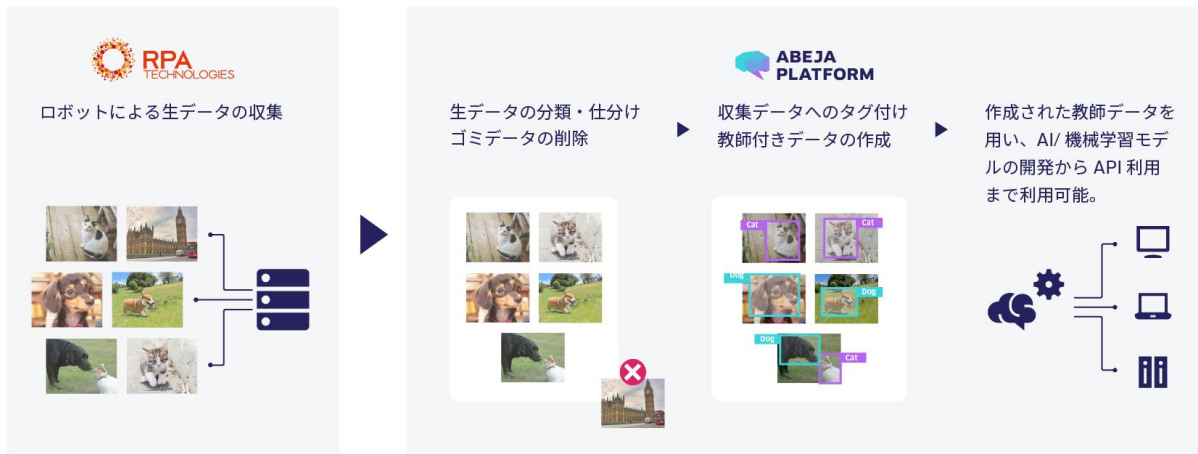 RPA
TECHNOLOGIES
ロボットによる生データの収集
ABEJA
PLATFORM
生データの分類・仕分け
ゴミデータの削除
収集データへのタグ付け
教師付きデータの作成
作成された教師データを
用い、AI/ 機械学習モデ
ルの開発から API 利用
まで利用可能。
Cat
Cat
Dog
Dog
Dog
Cat